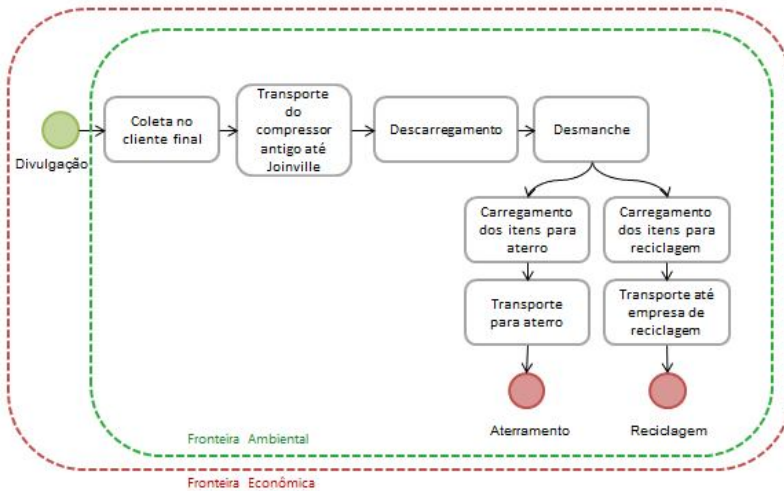 Divulgação
Coleta no
cliente final
Transporte
do
compressor
antigo até
Joinville
Descarregamento
Desmanche
Carregamento
dos itens para
aterro
Carregamento
dos itens para
reciclagem
Transporte
para aterro
Transporte até
empresa de
reciclagem
Aterramento
Reciclagem
Fronteira Ambiental
Fronteira Econômica